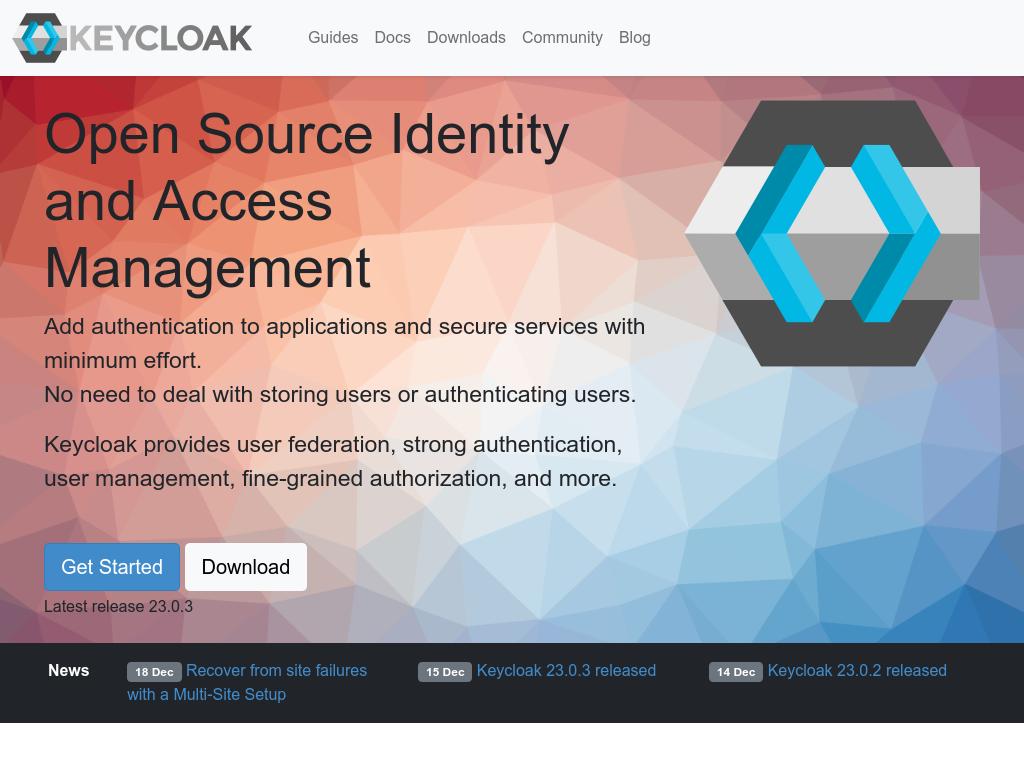 KEYCLOAK
Guides Docs Downloads Community Blog
Open Source Identity
and Access
Management
Add authentication to applications and secure services with
minimum effort.
No need to deal with storing users or authenticating users.
Keycloak provides user federation, strong authentication,
user management, fine-grained authorization, and more.
Get Started Download
Latest release 23.0.3
News
18 Dec Recover from site failures
with a Multi-Site Setup
15 Dec Keycloak 23.0.3 released
14 Dec Keycloak 23.0.2 released